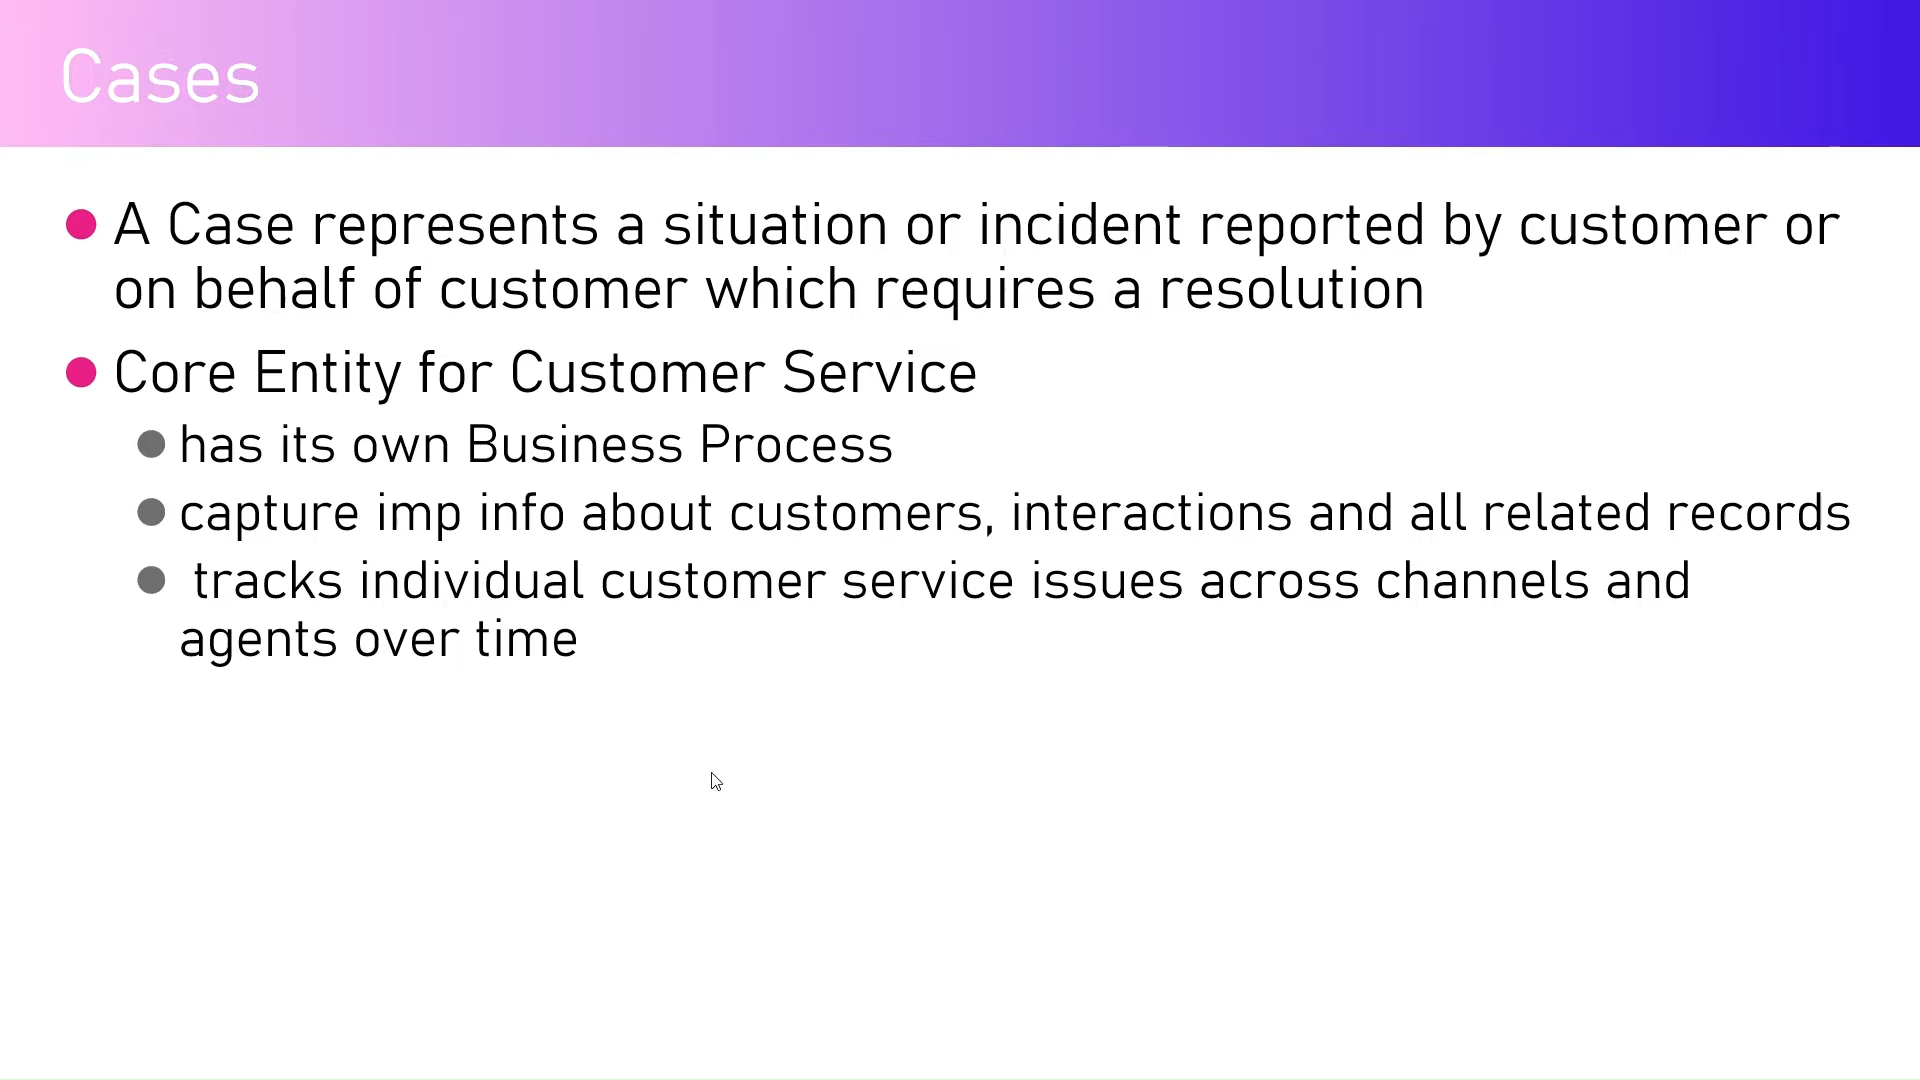 Cases
A Case represents a situation or incident reported by customer or
on behalf of customer which requires a resolution
Core Entity for Customer Service
has its own Business Process
capture imp info about customers, interactions and all related records
tracks individual customer service issues across channels and
agents over time